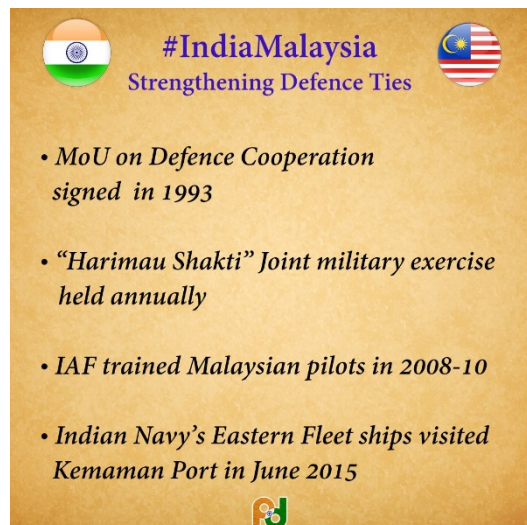 #IndiaMalaysia
Strengthening Defence Ties
• MoU on Defence Cooperation
signed in 1993
• “Harimau Shakti” Joint military exercise
held annually
• IAF trained Malaysian pilots in 2008-10
• Indian Navy’s Eastern Fleet ships visited
Kemaman Port in June 2015
pd